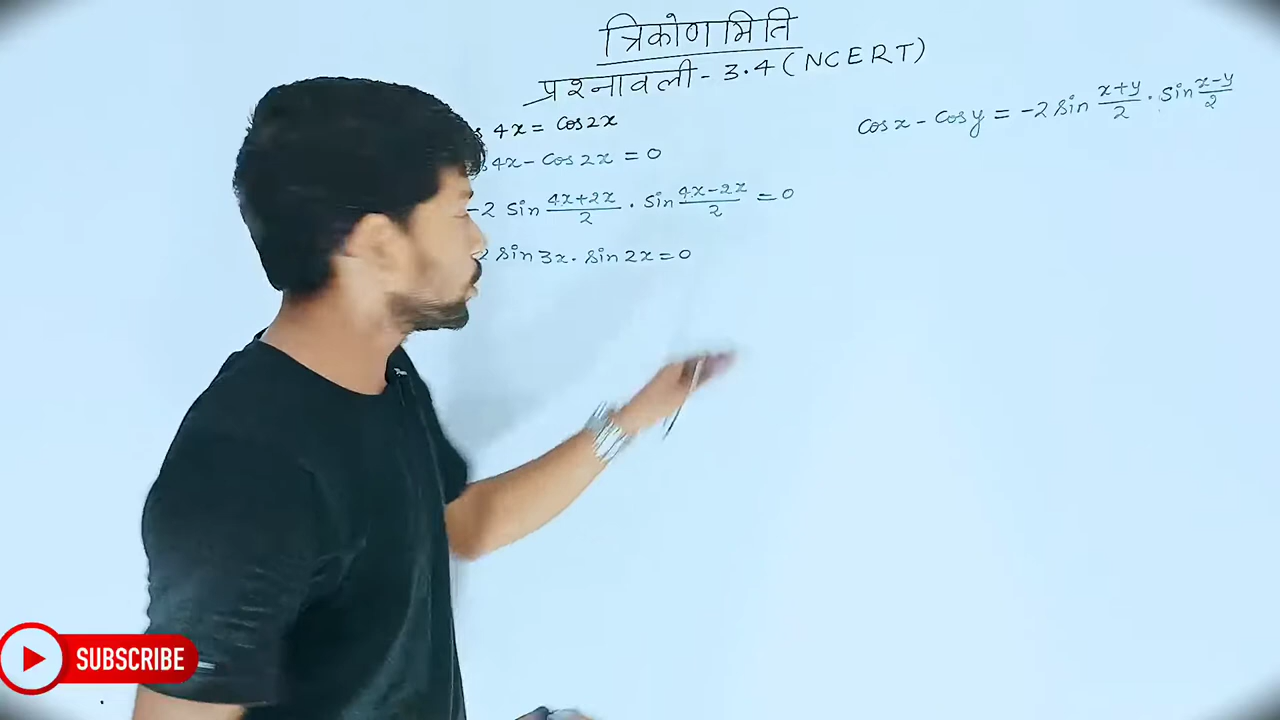 त्रिकोणमिति
प्रश्नावली - 3.4 (NCERT)
4x = cos2x
4x - cos 2x = 0
-2 sin (4x+2x)/2 . sin (4x-2x)/2 = 0
2 sin 3x . sin 2x = 0
cos x - cos y = -2 sin (x+y)/2 . sin (x-y)/2
SUBSCRIBE